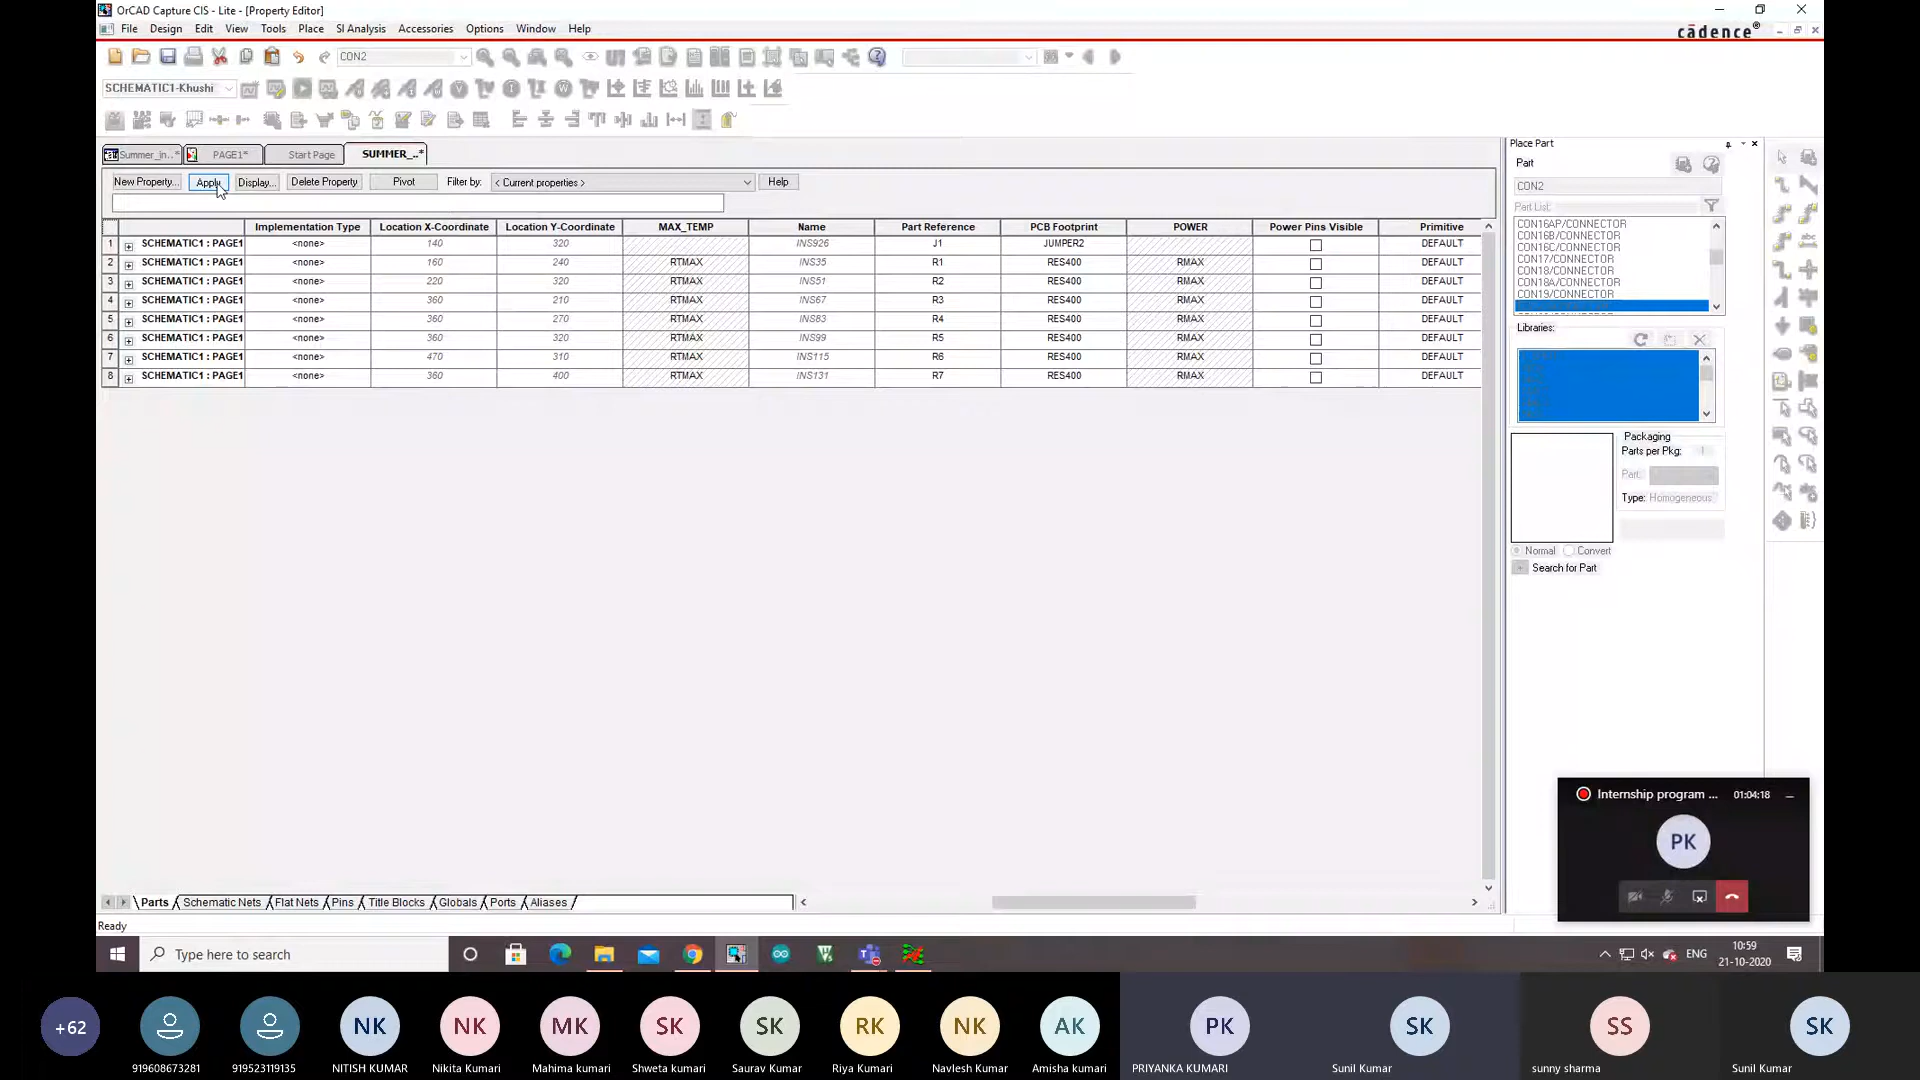 OrCAD Capture CIS - Lite - [Property Editor]
File Design Edit View Tools Place SI Analysis Accessories Options Window Help
cādence®
CON2
SCHEMATIC1-Khushi
Summer_in..* PAGE1* Start Page SUMMER_..*
New Property... Apply Display... Delete Property Pivot Filter by: < Current properties > Help
Implementation Type Location X-Coordinate Location Y-Coordinate MAX_TEMP Name Part Reference PCB Footprint POWER Power Pins Visible Primitive
1 SCHEMATIC1 : PAGE1 <none> 140 320 INS926 J1 JUMPER2 DEFAULT
2 SCHEMATIC1 : PAGE1 <none> 160 240 RTMAX INS35 R1 RES400 RMAX DEFAULT
3 SCHEMATIC1 : PAGE1 <none> 220 320 RTMAX INS51 R2 RES400 RMAX DEFAULT
4 SCHEMATIC1 : PAGE1 <none> 360 210 RTMAX INS67 R3 RES400 RMAX DEFAULT
5 SCHEMATIC1 : PAGE1 <none> 360 270 RTMAX INS83 R4 RES400 RMAX DEFAULT
6 SCHEMATIC1 : PAGE1 <none> 360 320 RTMAX INS99 R5 RES400 RMAX DEFAULT
7 SCHEMATIC1 : PAGE1 <none> 470 310 RTMAX INS115 R6 RES400 RMAX DEFAULT
8 SCHEMATIC1 : PAGE1 <none> 360 400 RTMAX INS131 R7 RES400 RMAX DEFAULT
Place Part
Part
CON2
Part List:
CON16AP/CONNECTOR
CON16B/CONNECTOR
CON16C/CONNECTOR
CON17/CONNECTOR
CON18/CONNECTOR
CON18A/CONNECTOR
CON19/CONNECTOR
Libraries:
Packaging
Parts per Pkg: 1
Part:
Type: Homogeneous
Normal Convert
Search for Part
Internship program ... 01:04:18
PK
Parts Schematic Nets Flat Nets Pins Title Blocks Globals Ports Aliases
Ready
Type here to search
ENG
10:59
21-10-2020
+62 NK NK MK SK SK RK NK AK PK SK SS SK
919608673281 919523119135 NITISH KUMAR Nikita Kumari Mahima kumari Shweta kumari Saurav Kumar Riya Kumari Navlesh Kumar Amisha kumari PRIYANKA KUMARI Sunil Kumar sunny sharma Sunil Kumar